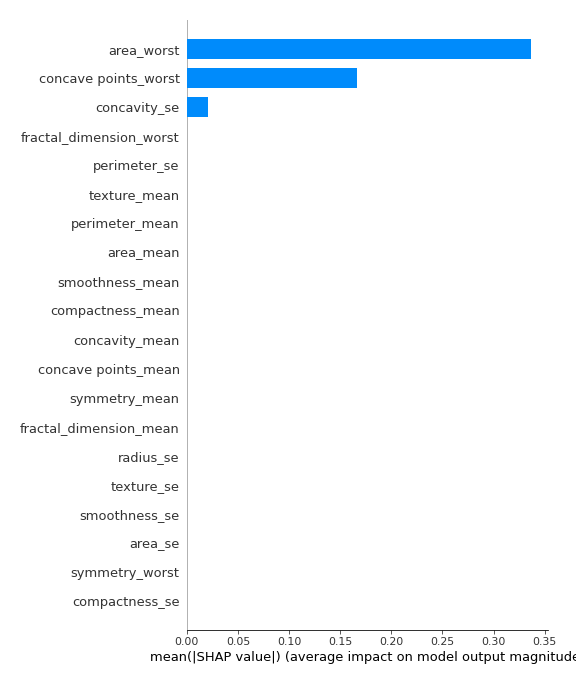 area_worst
concave points_worst
concavity_se
fractal_dimension_worst
perimeter_se
texture_mean
perimeter_mean
area_mean
smoothness_mean
compactness_mean
concavity_mean
concave points_mean
symmetry_mean
fractal_dimension_mean
radius_se
texture_se
smoothness_se
area_se
symmetry_worst
compactness_se
0.00 0.05 0.10 0.15 0.20 0.25 0.30 0.35
mean(|SHAP value|) (average impact on model output magnitude